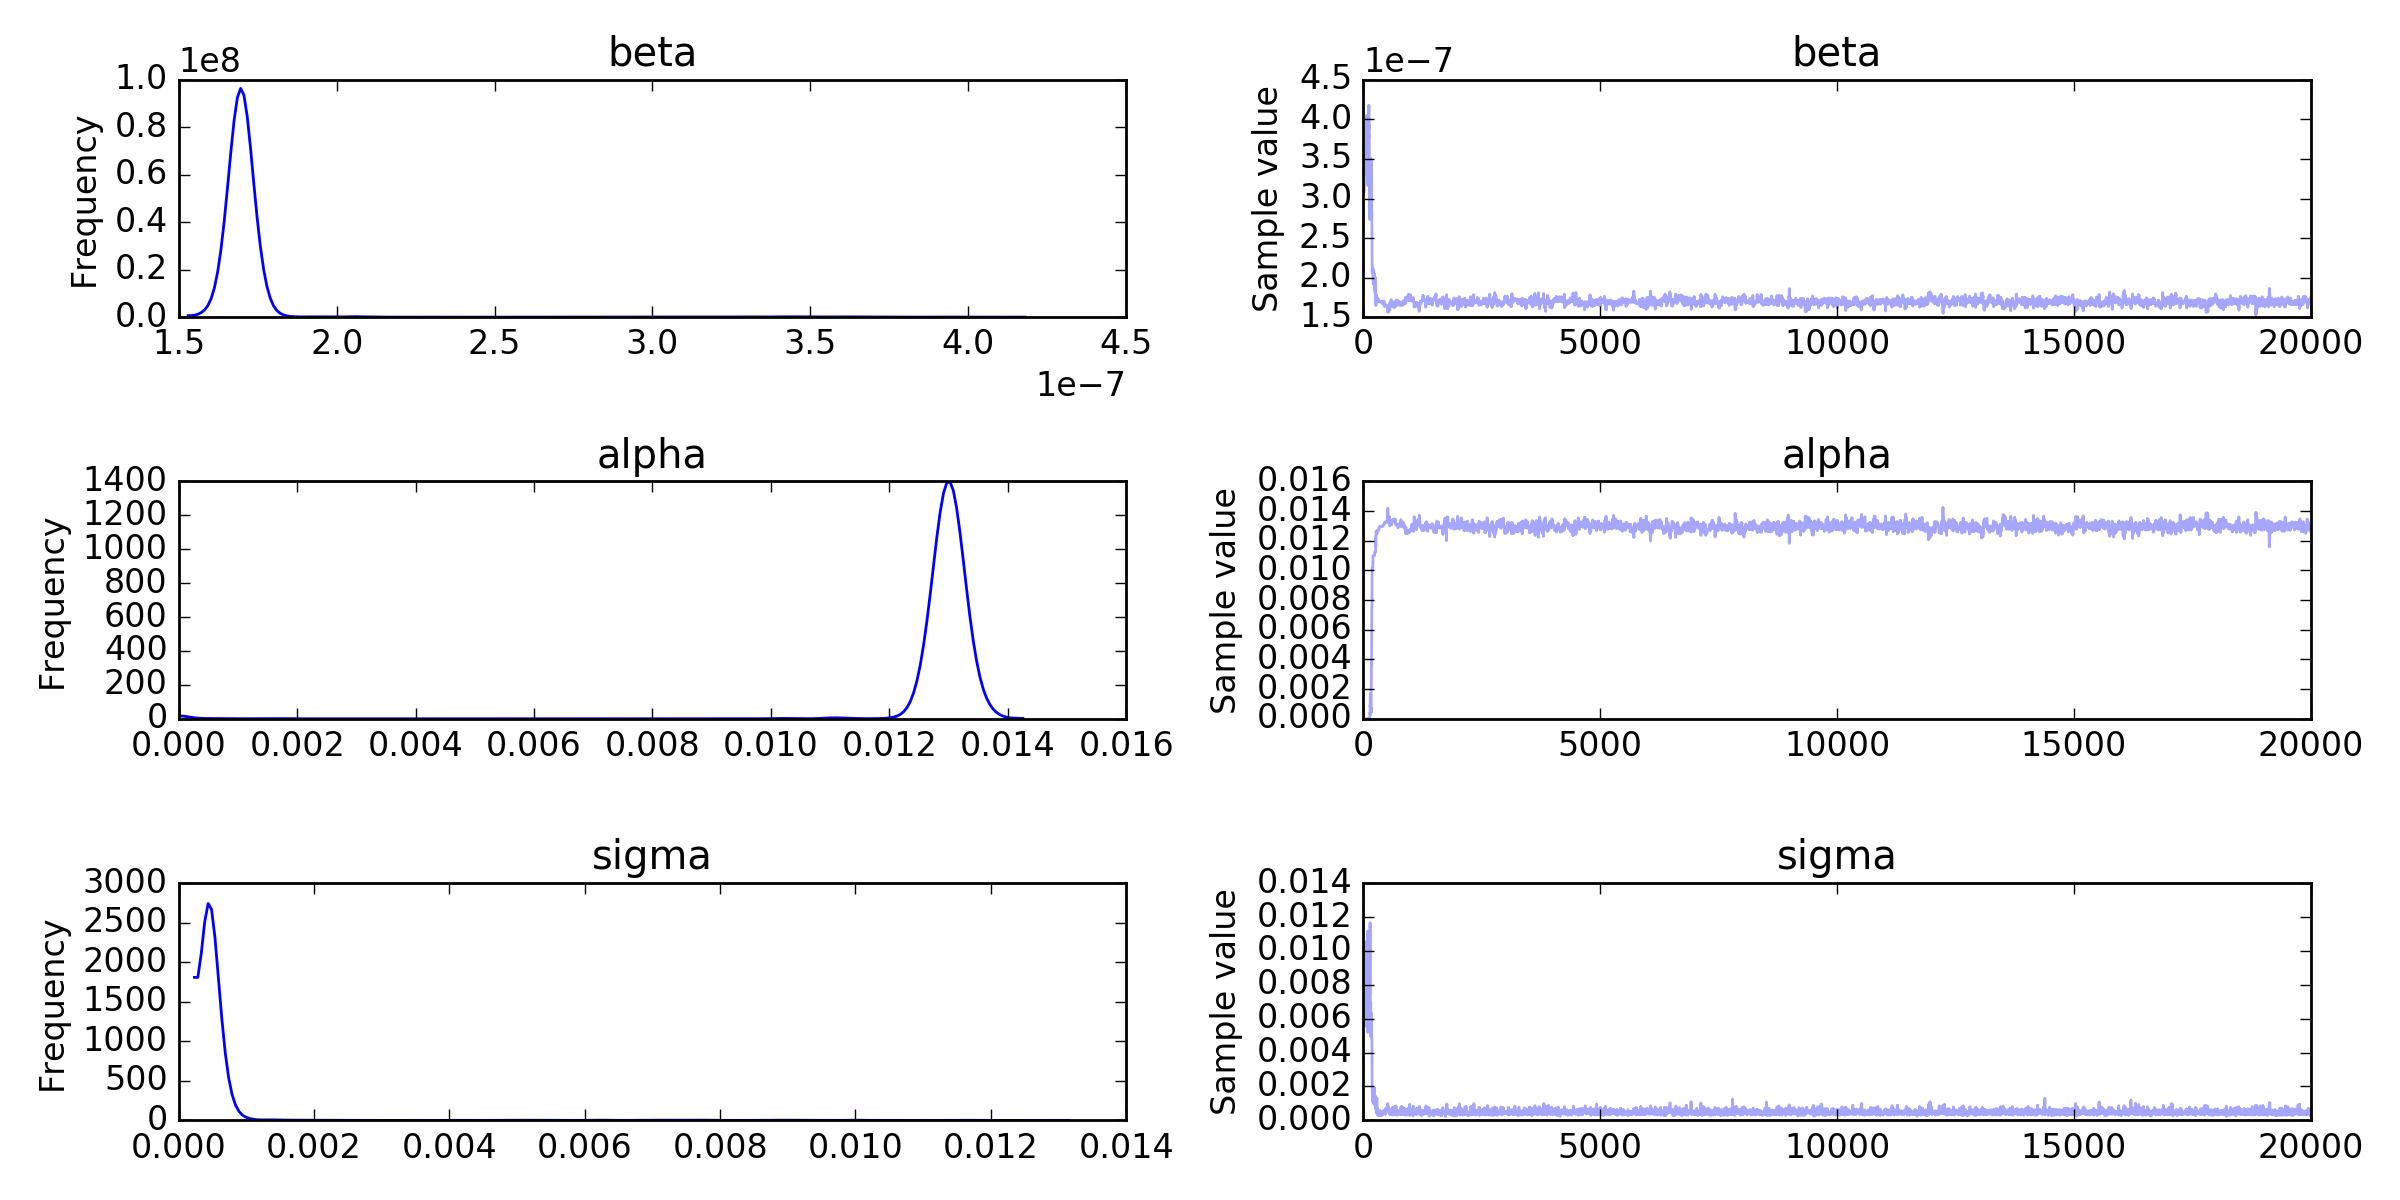 beta
1e8
1.0
0.8
0.6
0.4
0.2
0.0
Frequency
1.5 2.0 2.5 3.0 3.5 4.0 4.5
1e−7
beta
1e−7
4.5
4.0
3.5
3.0
2.5
2.0
1.5
Sample value
0 5000 10000 15000 20000
alpha
1400
1200
1000
800
600
400
200
0
Frequency
0.000 0.002 0.004 0.006 0.008 0.010 0.012 0.014 0.016
alpha
0.016
0.014
0.012
0.010
0.008
0.006
0.004
0.002
0.000
Sample value
0 5000 10000 15000 20000
sigma
3000
2500
2000
1500
1000
500
0
Frequency
0.000 0.002 0.004 0.006 0.008 0.010 0.012 0.014
sigma
0.014
0.012
0.010
0.008
0.006
0.004
0.002
0.000
Sample value
0 5000 10000 15000 20000